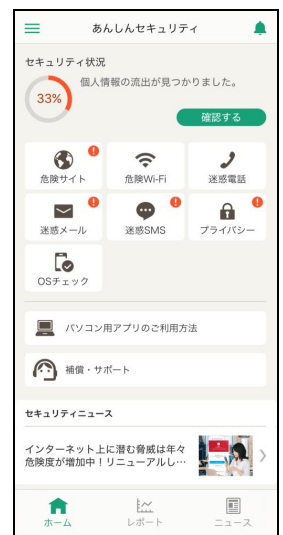 あんしんセキュリティ
セキュリティ状況
33%
個人情報の流出が見つかりました。
確認する
危険サイト
危険Wi-Fi
迷惑電話
迷惑メール
迷惑SMS
プライバシー
OSチェック
パソコン用アプリのご利用方法
補償・サポート
セキュリティニュース
インターネット上に潜む脅威は年々
危険度が増加中！リニューアルし…
ホーム
レポート
ニュース